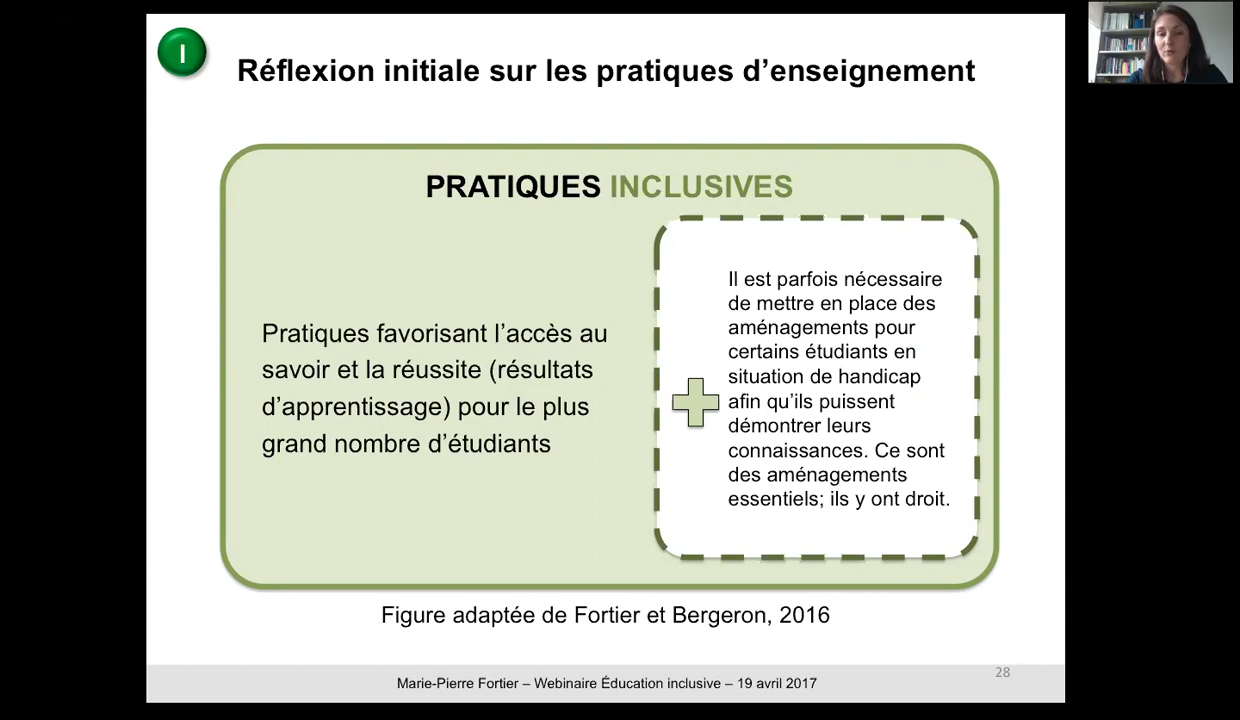 I
Réflexion initiale sur les pratiques d’enseignement
PRATIQUES INCLUSIVES
Pratiques favorisant l’accès au
savoir et la réussite (résultats
d’apprentissage) pour le plus
grand nombre d’étudiants
Il est parfois nécessaire
de mettre en place des
aménagements pour
certains étudiants en
situation de handicap
afin qu’ils puissent
démontrer leurs
connaissances. Ce sont
des aménagements
essentiels; ils y ont droit.
Figure adaptée de Fortier et Bergeron, 2016
Marie-Pierre Fortier – Webinaire Éducation inclusive – 19 avril 2017
28